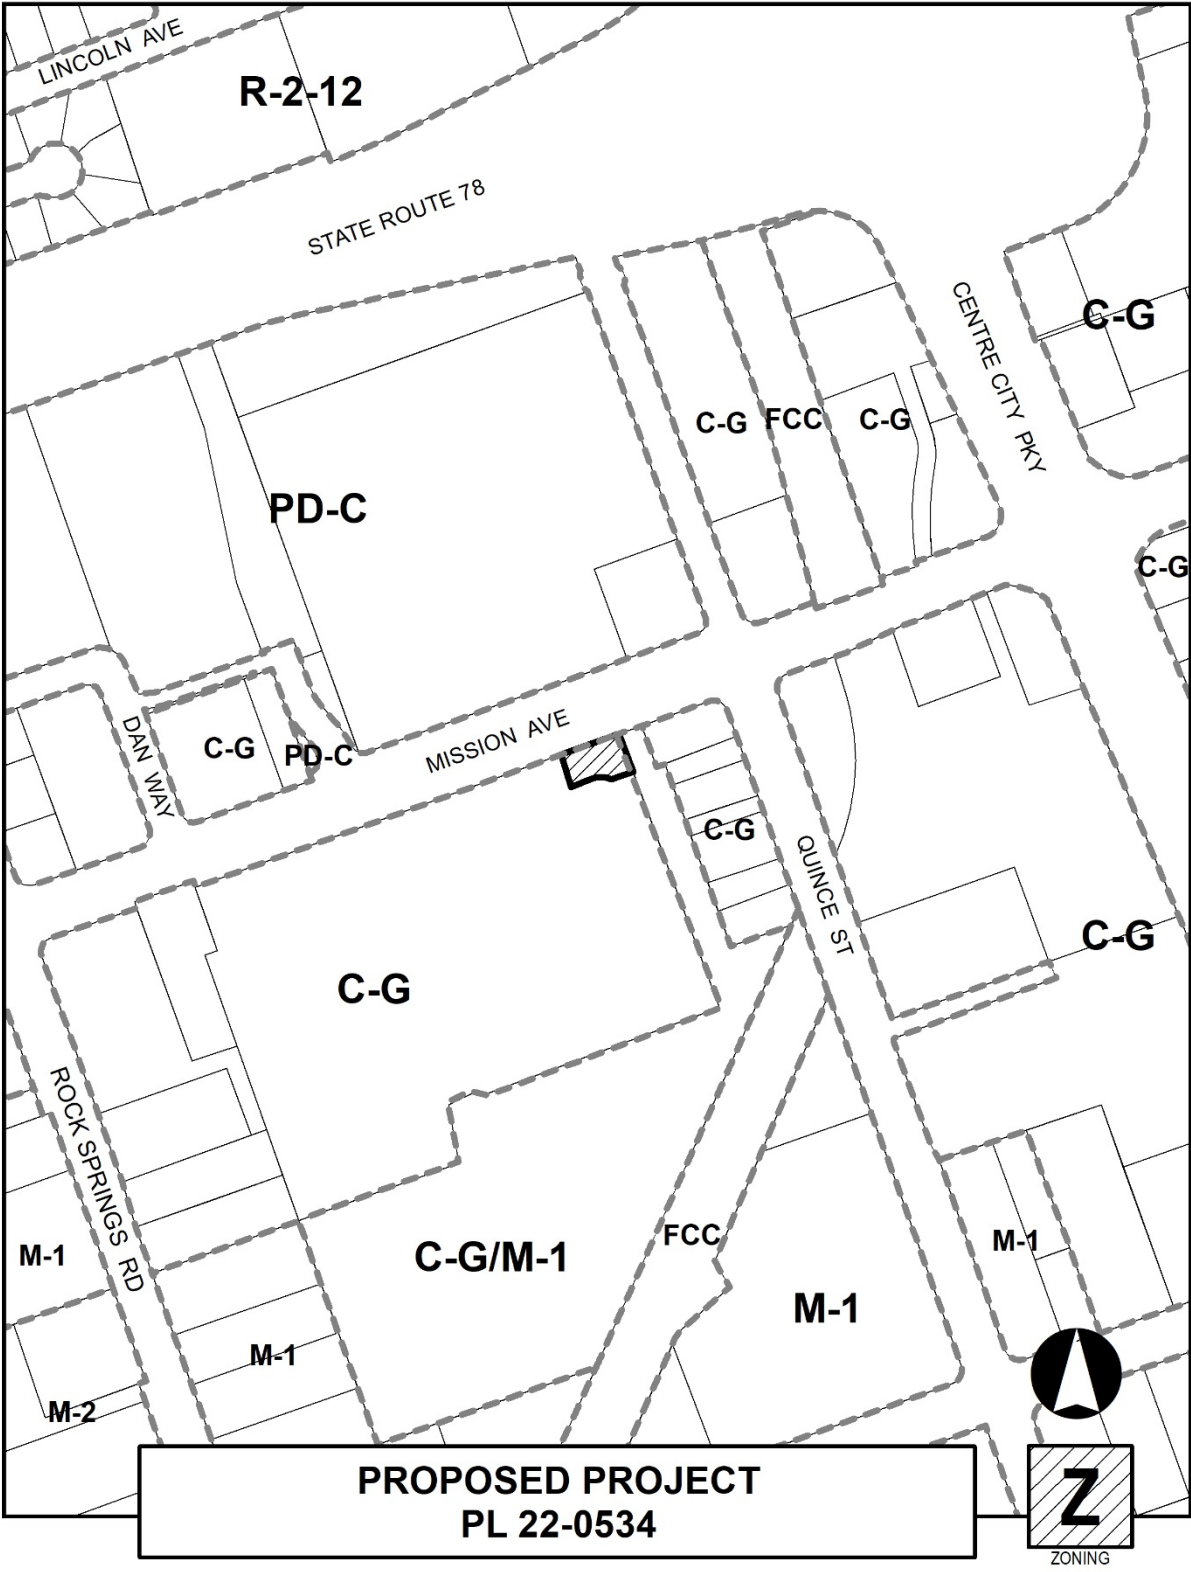 LINCOLN AVE
R-2-12
STATE ROUTE 78
CENTRE CITY PKY
C-G
C-G
FCC
C-G
PD-C
C-G
DAN WAY
C-G
PD-C
MISSION AVE
C-G
QUINCE ST
C-G
C-G
ROCK SPRINGS RD
M-1
C-G/M-1
FCC
M-1
M-1
M-1
M-2
PROPOSED PROJECT
PL 22-0534
Z
ZONING